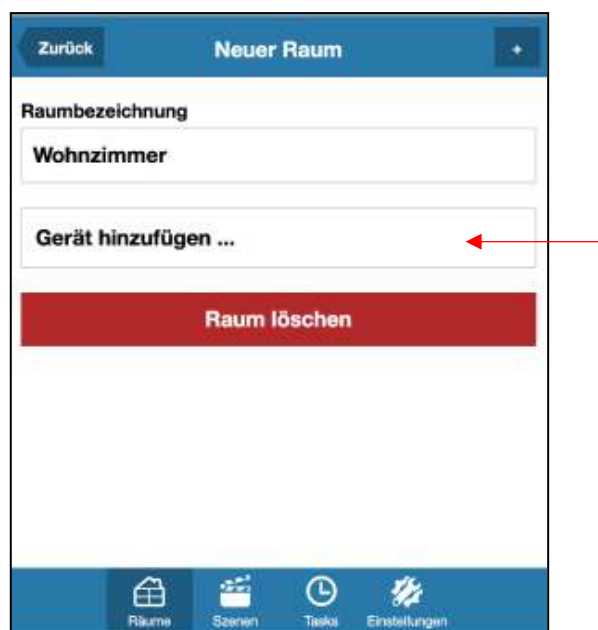 Zurück
Neuer Raum
+
Raumbezeichnung
Wohnzimmer
Gerät hinzufügen ...
Raum löschen
Räume
Szenen
Tasks
Einstellungen